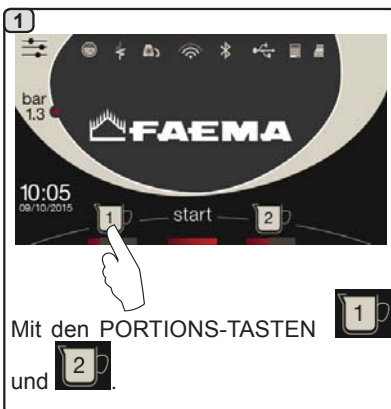 1
bar
1.3
FAEMA
10:05
09/10/2015
1 start 2
Mit den PORTIONS-TASTEN 1
und 2.